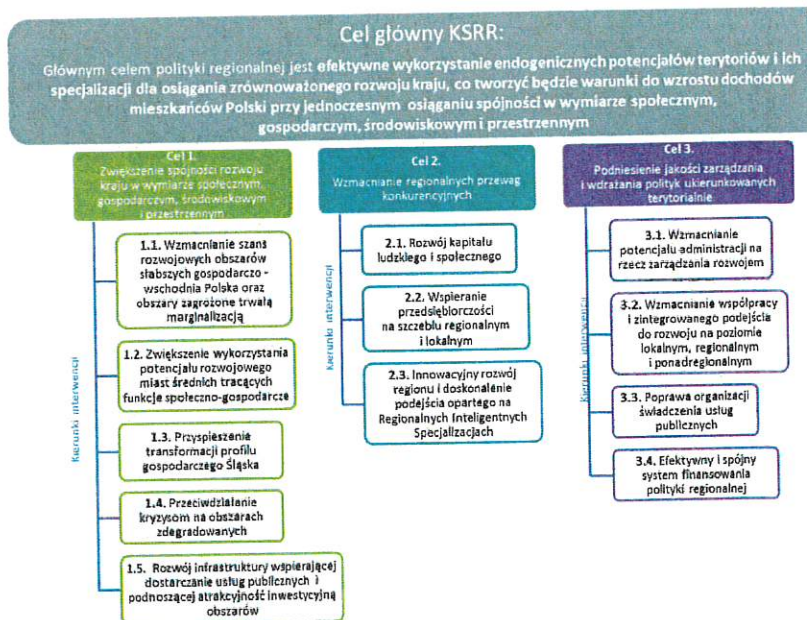 Cel główny KSRR:
Głównym celem polityki regionalnej jest efektywne wykorzystanie endogenicznych potencjałów terytoriów i ich
specjalizacji dla osiągania zrównoważonego rozwoju kraju, co tworzyć będzie warunki do wzrostu dochodów
mieszkańców Polski przy jednoczesnym osiąganiu spójności w wymiarze społecznym,
gospodarczym, środowiskowym i przestrzennym
Cel 1.
Zwiększenie spójności rozwoju
kraju w wymiarze społecznym,
gospodarczym, środowiskowym
i przestrzennym
Kierunki interwencji
1.1. Wzmacnianie szans
rozwojowych obszarów
słabszych gospodarczo -
wschodnia Polska oraz
obszary zagrożone trwałą
marginalizacją
1.2. Zwiększenie wykorzystania
potencjału rozwojowego
miast średnich tracących
funkcje społeczno-gospodarcze
1.3. Przyspieszenie
transformacji profilu
gospodarczego Śląska
1.4. Przeciwdziałanie
kryzysom na obszarach
zdegradowanych
1.5. Rozwój infrastruktury wspierającej
dostarczanie usług publicznych i
podnoszącej atrakcyjność inwestycyjną
obszarów
Cel 2.
Wzmacnianie regionalnych przewag
konkurencyjnych
Kierunki interwencji
2.1. Rozwój kapitału
ludzkiego i społecznego
2.2. Wspieranie
przedsiębiorczości
na szczeblu regionalnym
i lokalnym
2.3. Innowacyjny rozwój
regionu i doskonalenie
podejścia opartego na
Regionalnych Inteligentnych
Specjalizacjach
Cel 3.
Podniesienie jakości zarządzania
i wdrażania polityk ukierunkowanych
terytorialnie
Kierunki interwencji
3.1. Wzmacnianie
potencjału administracji na
rzecz zarządzania rozwojem
3.2. Wzmacnianie współpracy
i zintegrowanego podejścia
do rozwoju na poziomie
lokalnym, regionalnym
i ponadregionalnym
3.3. Poprawa organizacji
świadczenia usług
publicznych
3.4. Efektywny i spójny
system finansowania
polityki regionalnej